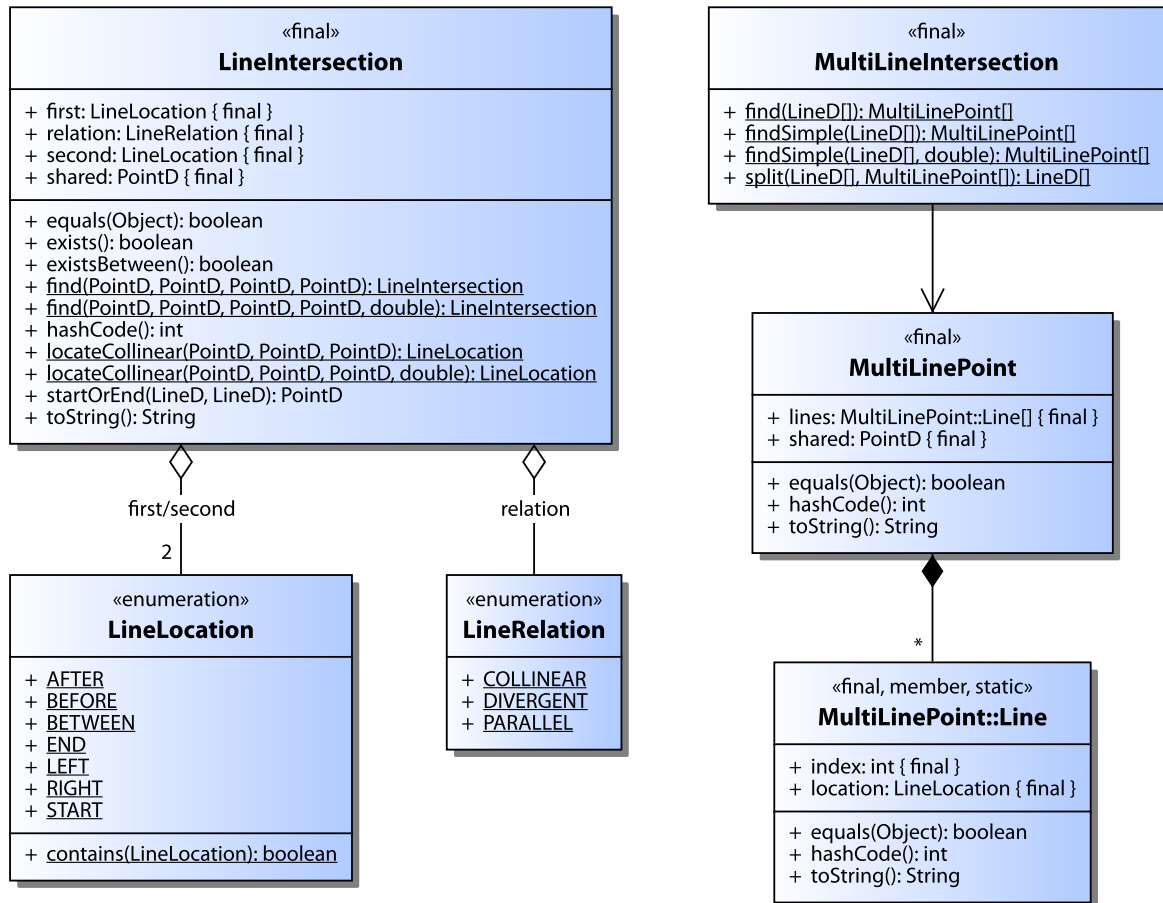 «final»
LineIntersection
+ first: LineLocation { final }
+ relation: LineRelation { final }
+ second: LineLocation { final }
+ shared: PointD { final }
+ equals(Object): boolean
+ exists(): boolean
+ existsBetween(): boolean
+ find(PointD, PointD, PointD, PointD): LineIntersection
+ find(PointD, PointD, PointD, PointD, double): LineIntersection
+ hashCode(): int
+ locateCollinear(PointD, PointD, PointD): LineLocation
+ locateCollinear(PointD, PointD, PointD, double): LineLocation
+ startOrEnd(LineD, LineD): PointD
+ toString(): String
first/second
2
relation
«enumeration»
LineLocation
+ AFTER
+ BEFORE
+ BETWEEN
+ END
+ LEFT
+ RIGHT
+ START
+ contains(LineLocation): boolean
«enumeration»
LineRelation
+ COLLINEAR
+ DIVERGENT
+ PARALLEL
«final»
MultiLineIntersection
+ find(LineD[]): MultiLinePoint[]
+ findSimple(LineD[]): MultiLinePoint[]
+ findSimple(LineD[], double): MultiLinePoint[]
+ split(LineD[], MultiLinePoint[]): LineD[]
«final»
MultiLinePoint
+ lines: MultiLinePoint::Line[] { final }
+ shared: PointD { final }
+ equals(Object): boolean
+ hashCode(): int
+ toString(): String
*
«final, member, static»
MultiLinePoint::Line
+ index: int { final }
+ location: LineLocation { final }
+ equals(Object): boolean
+ hashCode(): int
+ toString(): String